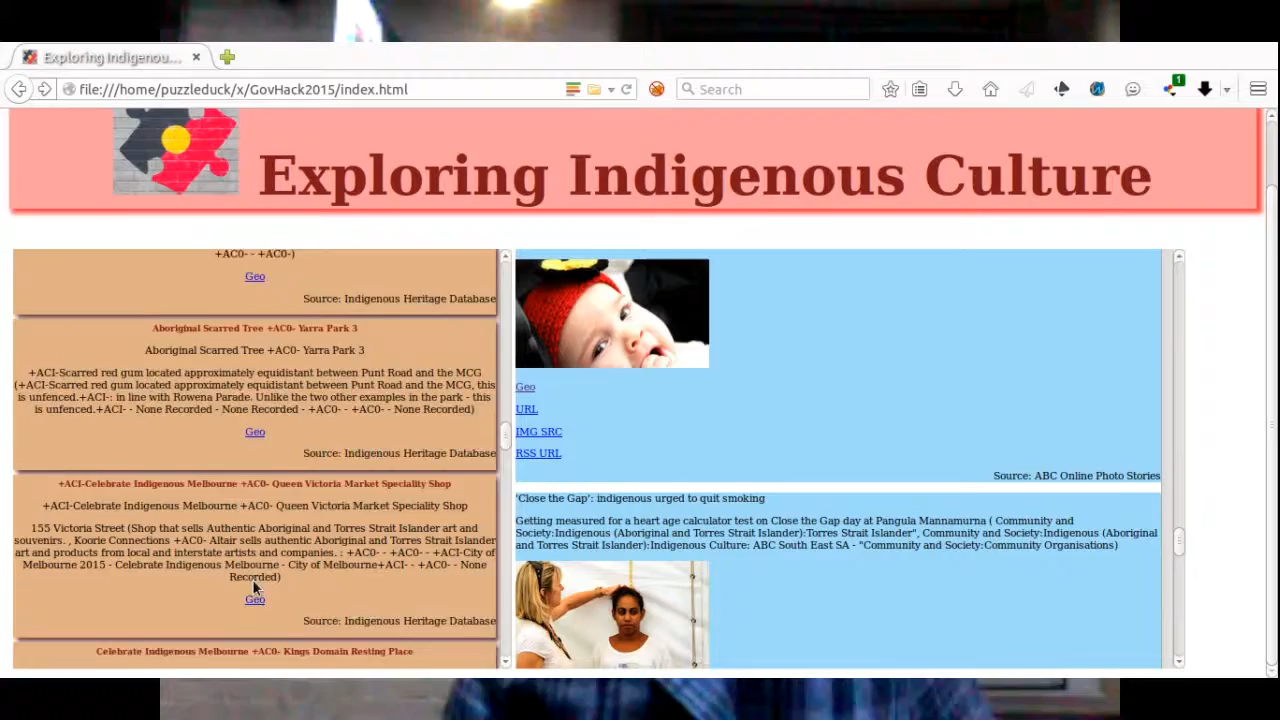 Exploring Indigenou...
file:///home/puzzleduck/x/GovHack2015/index.html
Search
1
Exploring Indigenous Culture
+AC0- - +AC0-)
Geo
Source: Indigenous Heritage Database
Aboriginal Scarred Tree +AC0- Yarra Park 3
Aboriginal Scarred Tree +AC0- Yarra Park 3
+ACI-Scarred red gum located approximately equidistant between Punt Road and the MCG
(+ACI-Scarred red gum located approximately equidistant between Punt Road and the MCG, this
is unfenced.+ACI-: in line with Rowena Parade. Unlike the two other examples in the park - this
is unfenced.+ACI- - None Recorded - None Recorded - +AC0- - +AC0- - None Recorded)
Geo
Source: Indigenous Heritage Database
+ACI-Celebrate Indigenous Melbourne +AC0- Queen Victoria Market Speciality Shop
+ACI-Celebrate Indigenous Melbourne +AC0- Queen Victoria Market Speciality Shop
155 Victoria Street (Shop that sells Authentic Aboriginal and Torres Strait Islander art and
souvenirs. , Koorie Connections +AC0- Altair sells authentic Aboriginal and Torres Strait Islander
art and products from local and interstate artists and companies. : +AC0- - +AC0- - +ACI-City of
Melbourne 2015 - Celebrate Indigenous Melbourne - City of Melbourne+ACI- - +AC0- - None
Recorded)
Geo
Source: Indigenous Heritage Database
Celebrate Indigenous Melbourne +AC0- Kings Domain Resting Place
Geo
URL
IMG SRC
RSS URL
Source: ABC Online Photo Stories
'Close the Gap': indigenous urged to quit smoking
Getting measured for a heart age calculator test on Close the Gap day at Pangula Mannamurna ( Community and
Society:Indigenous (Aboriginal and Torres Strait Islander):Torres Strait Islander", Community and Society:Indigenous (Aboriginal
and Torres Strait Islander):Indigenous Culture: ABC South East SA - "Community and Society:Community Organisations)